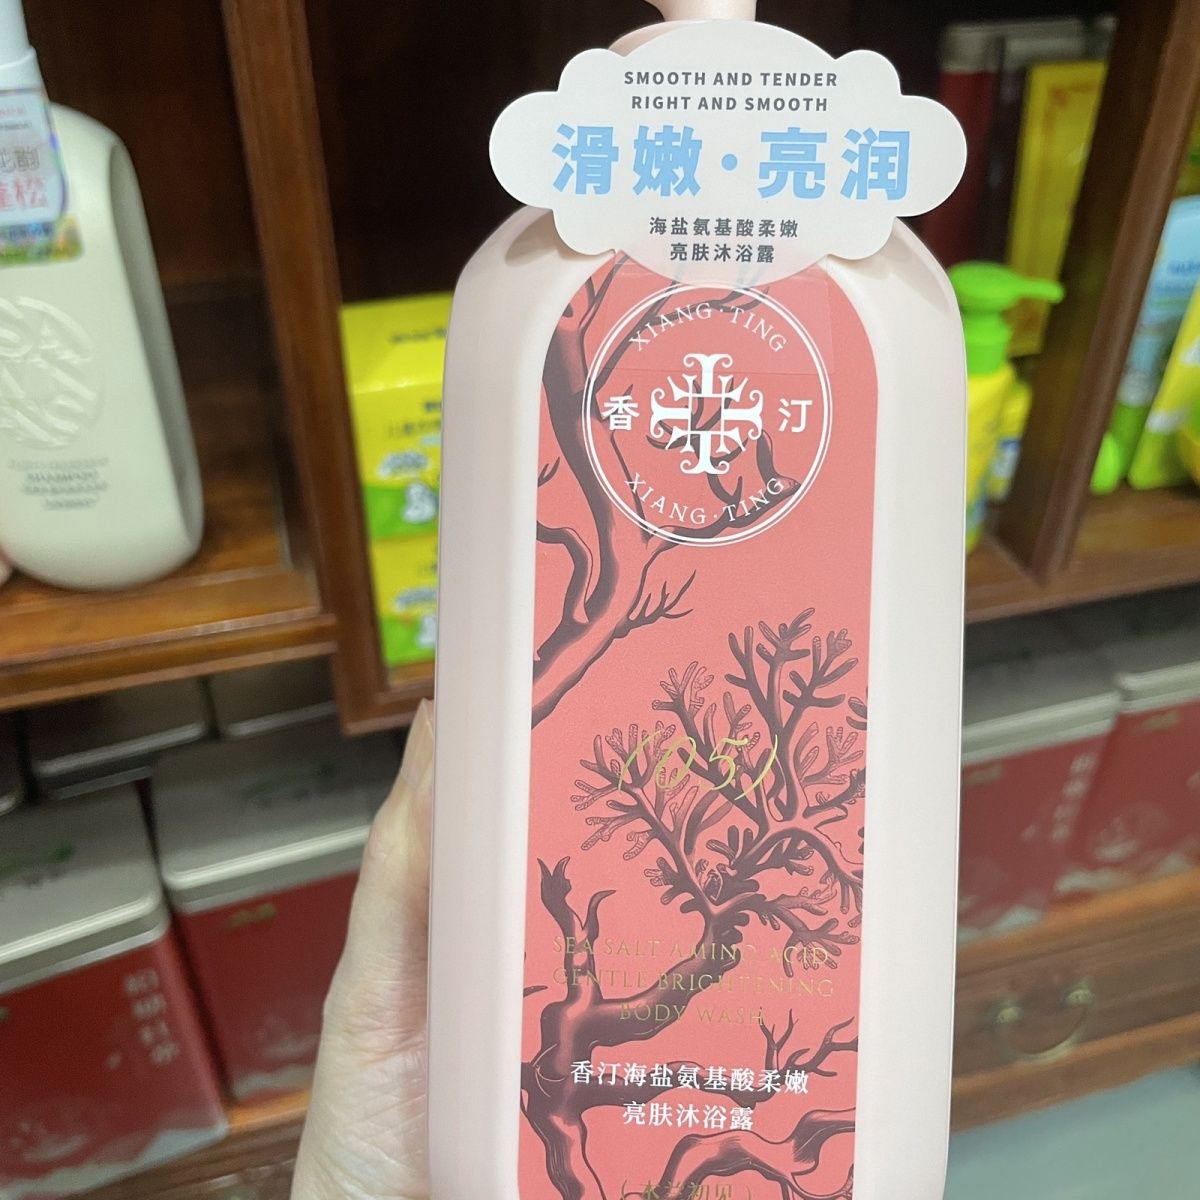 SMOOTH AND TENDER
RIGHT AND SMOOTH
滑嫩·亮润
海盐氨基酸柔嫩
亮肤沐浴露
XIANG·TING
香汀
XIANG·TING
(05)
SEA SALT AMINO ACID
GENTLE BRIGHTENING
BODY WASH
香汀海盐氨基酸柔嫩
亮肤沐浴露
SHAMPOO